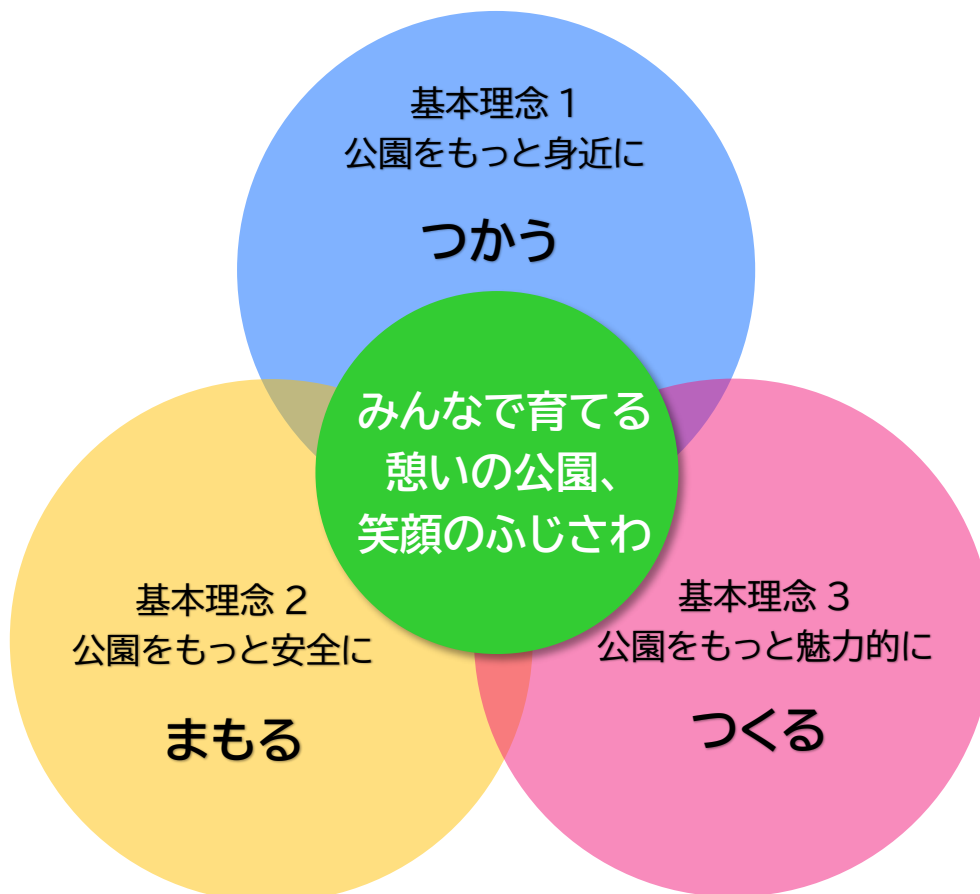 基本理念 1
公園をもっと身近に
つかう
みんなで育てる
憩いの公園、
笑顔のふじさわ
基本理念 2
公園をもっと安全に
まもる
基本理念 3
公園をもっと魅力的に
つくる